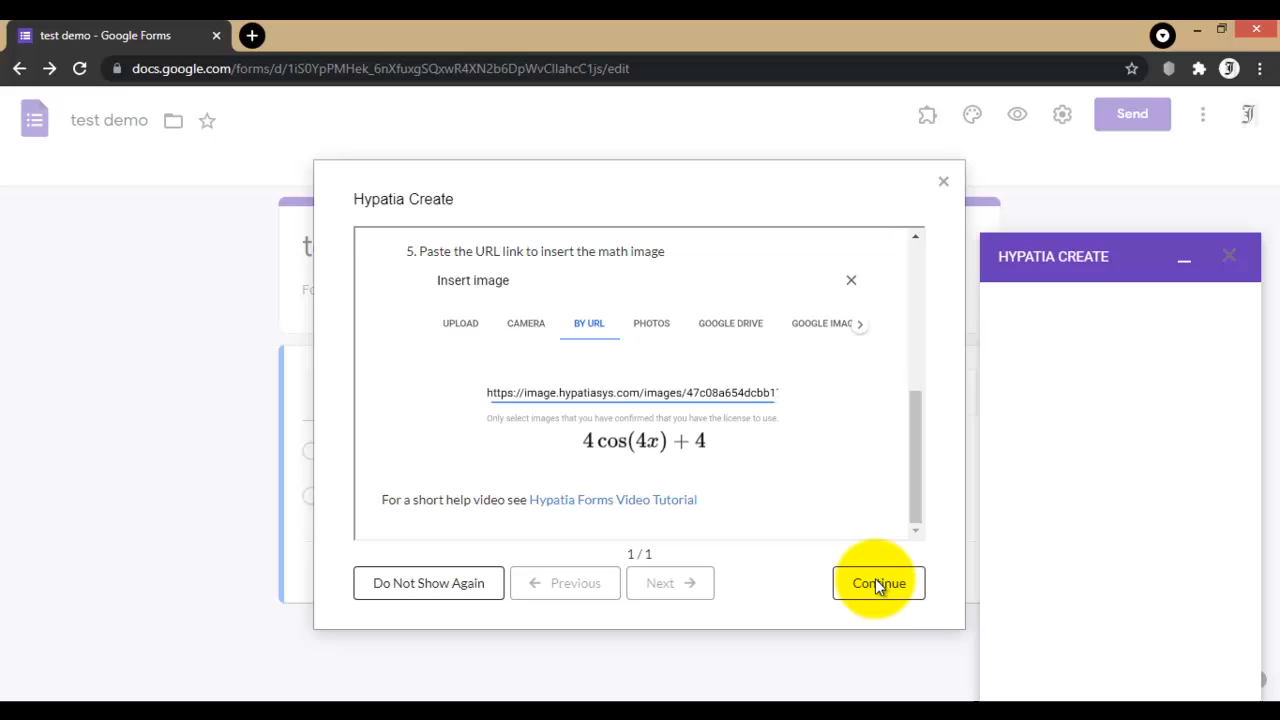 test demo - Google Forms
docs.google.com/forms/d/1iS0YpPMHek_6nXfuxgSQxwR4XN2b6DpWvCllahcC1js/edit
test demo
Send
Hypatia Create
HYPATIA CREATE
5. Paste the URL link to insert the math image
Insert image
UPLOAD CAMERA BY URL PHOTOS GOOGLE DRIVE GOOGLE IMAG
https://image.hypatiasys.com/images/47c08a654dcbb1
Only select images that you have confirmed that you have the license to use.
4 cos(4x) + 4
For a short help video see Hypatia Forms Video Tutorial
1 / 1
Do Not Show Again Previous Next Continue